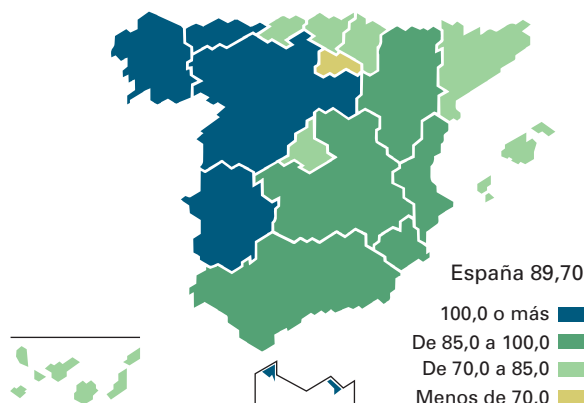 España 89,70
100,0 o más
De 85,0 a 100,0
De 70,0 a 85,0
Menos de 70,0